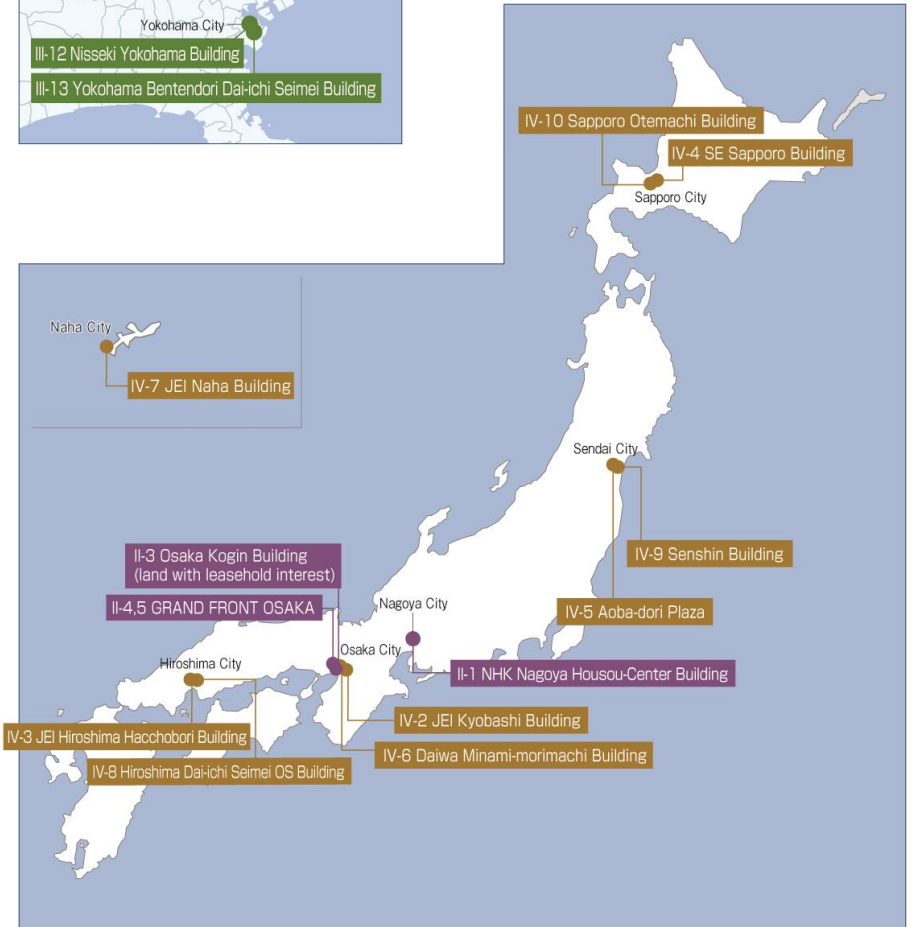 Yokohama City
III-12 Nisseki Yokohama Building
III-13 Yokohama Bentendori Dai-ichi Seimei Building
IV-10 Sapporo Otemachi Building
IV-4 SE Sapporo Building
Sapporo City
Naha City
IV-7 JEI Naha Building
Sendai City
IV-9 Senshin Building
IV-5 Aoba-dori Plaza
II-3 Osaka Kogin Building
(land with leasehold interest)
II-4,5 GRAND FRONT OSAKA
Nagoya City
Osaka City
II-1 NHK Nagoya Housou-Center Building
Hiroshima City
IV-2 JEI Kyobashi Building
IV-3 JEI Hiroshima Hacchobori Building
IV-6 Daiwa Minami-morimachi Building
IV-8 Hiroshima Dai-ichi Seimei OS Building